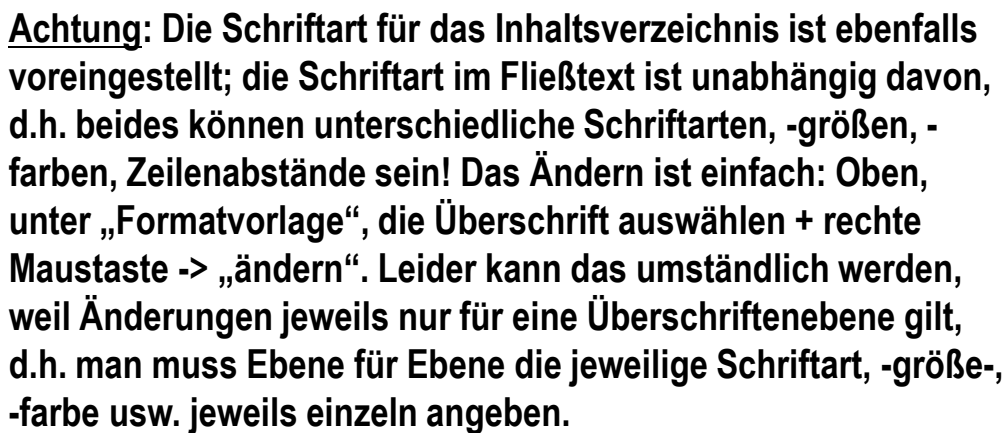 Achtung: Die Schriftart für das Inhaltsverzeichnis ist ebenfalls
voreingestellt; die Schriftart im Fließtext ist unabhängig davon,
d.h. beides können unterschiedliche Schriftarten, -größen, -
farben, Zeilenabstände sein! Das Ändern ist einfach: Oben,
unter „Formatvorlage“, die Überschrift auswählen + rechte
Maustaste -> „ändern“. Leider kann das umständlich werden,
weil Änderungen jeweils nur für eine Überschriftenebene gilt,
d.h. man muss Ebene für Ebene die jeweilige Schriftart, -größe-,
-farbe usw. jeweils einzeln angeben.